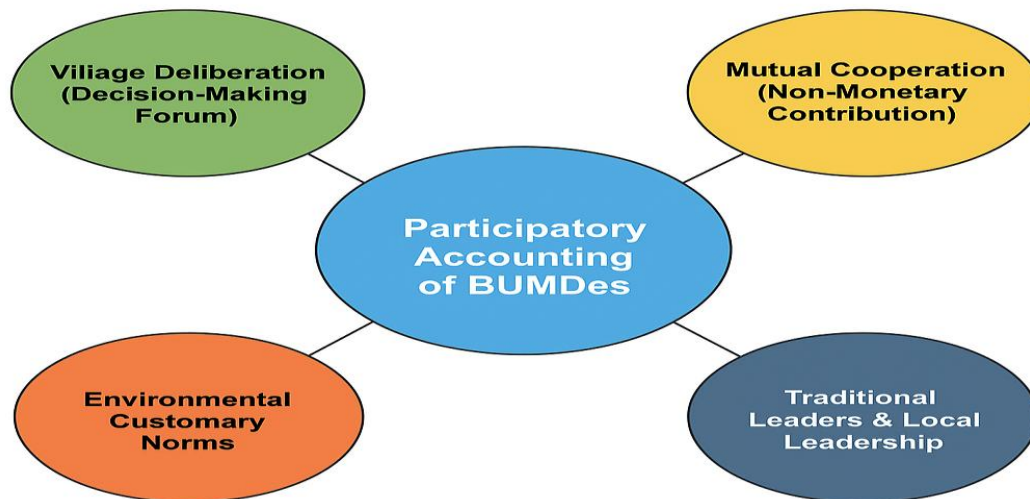 Viliage Deliberation
(Decision-Making
Forum)
Mutual Cooperation
(Non-Monetary
Contribution)
Participatory
Accounting
of BUMDes
Environmental
Customary
Norms
Traditional
Leaders & Local
Leadership